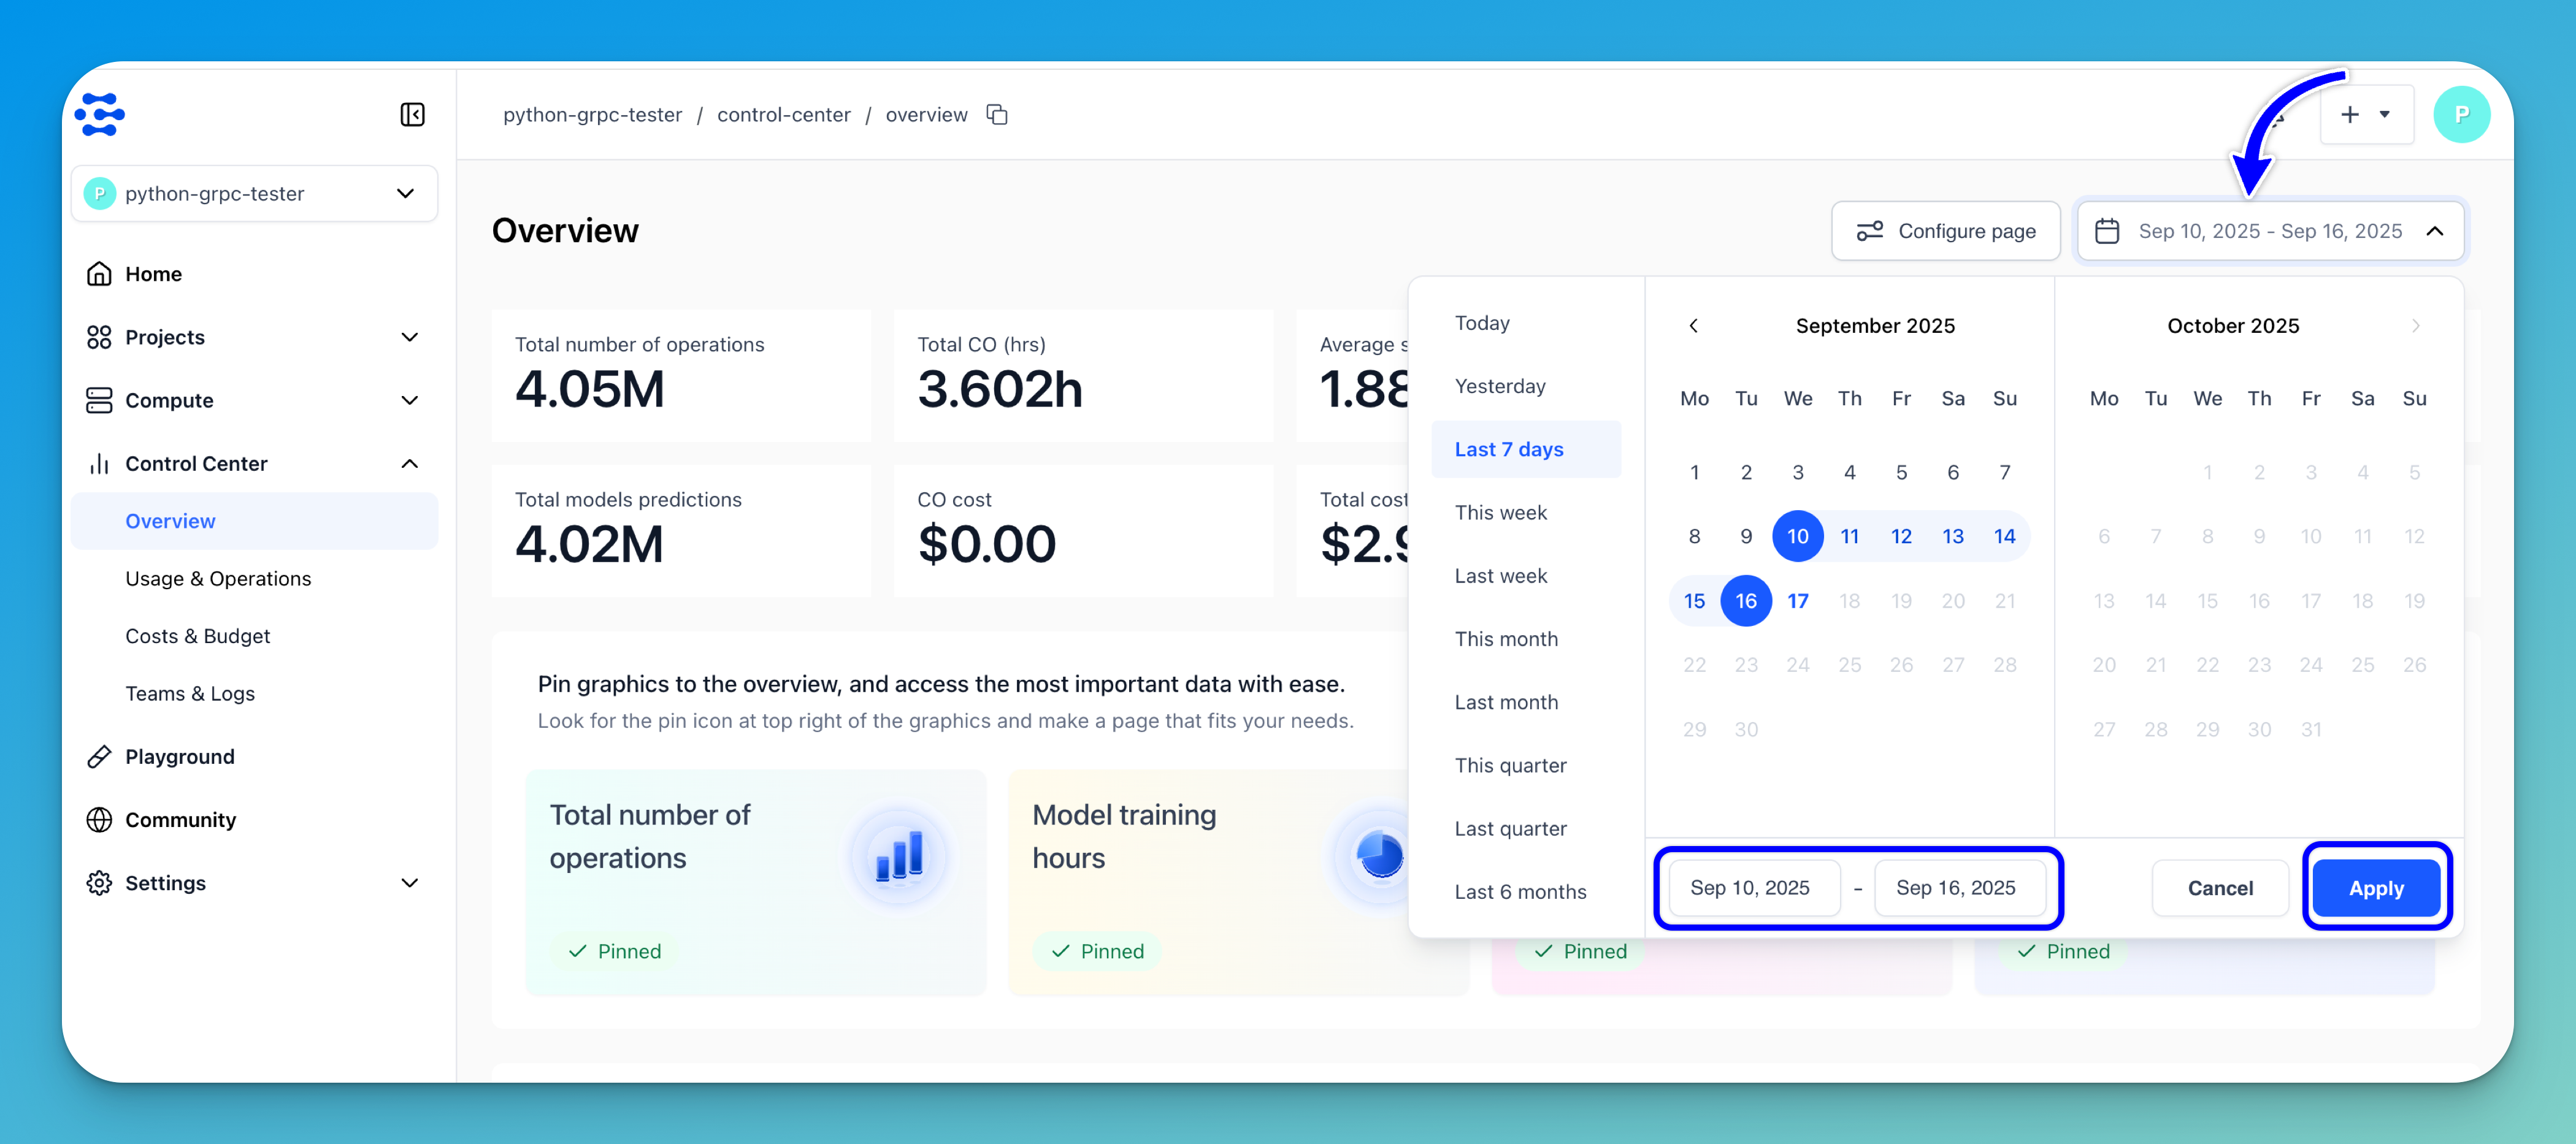 python-grpc-tester / control-center / overview
P
P python-grpc-tester
Home
Projects
Compute
Control Center
Overview
Usage & Operations
Costs & Budget
Teams & Logs
Playground
Community
Settings
Overview
Configure page
Sep 10, 2025 - Sep 16, 2025
Total number of operations
4.05M
Total CO (hrs)
3.602h
Average
1.88
Total models predictions
4.02M
CO cost
$0.00
Total cost
$2.9
Pin graphics to the overview, and access the most important data with ease.
Look for the pin icon at top right of the graphics and make a page that fits your needs.
Total number of
operations
Pinned
Model training
hours
Pinned
Pinned
Pinned
Today
Yesterday
Last 7 days
This week
Last week
This month
Last month
This quarter
Last quarter
Last 6 months
September 2025
Mo Tu We Th Fr Sa Su
1 2 3 4 5 6 7
8 9 10 11 12 13 14
15 16 17 18 19 20 21
22 23 24 25 26 27 28
29 30
October 2025
Mo Tu We Th Fr Sa Su
1 2 3 4 5
6 7 8 9 10 11 12
13 14 15 16 17 18 19
20 21 22 23 24 25 26
27 28 29 30 31
Sep 10, 2025 - Sep 16, 2025
Cancel
Apply